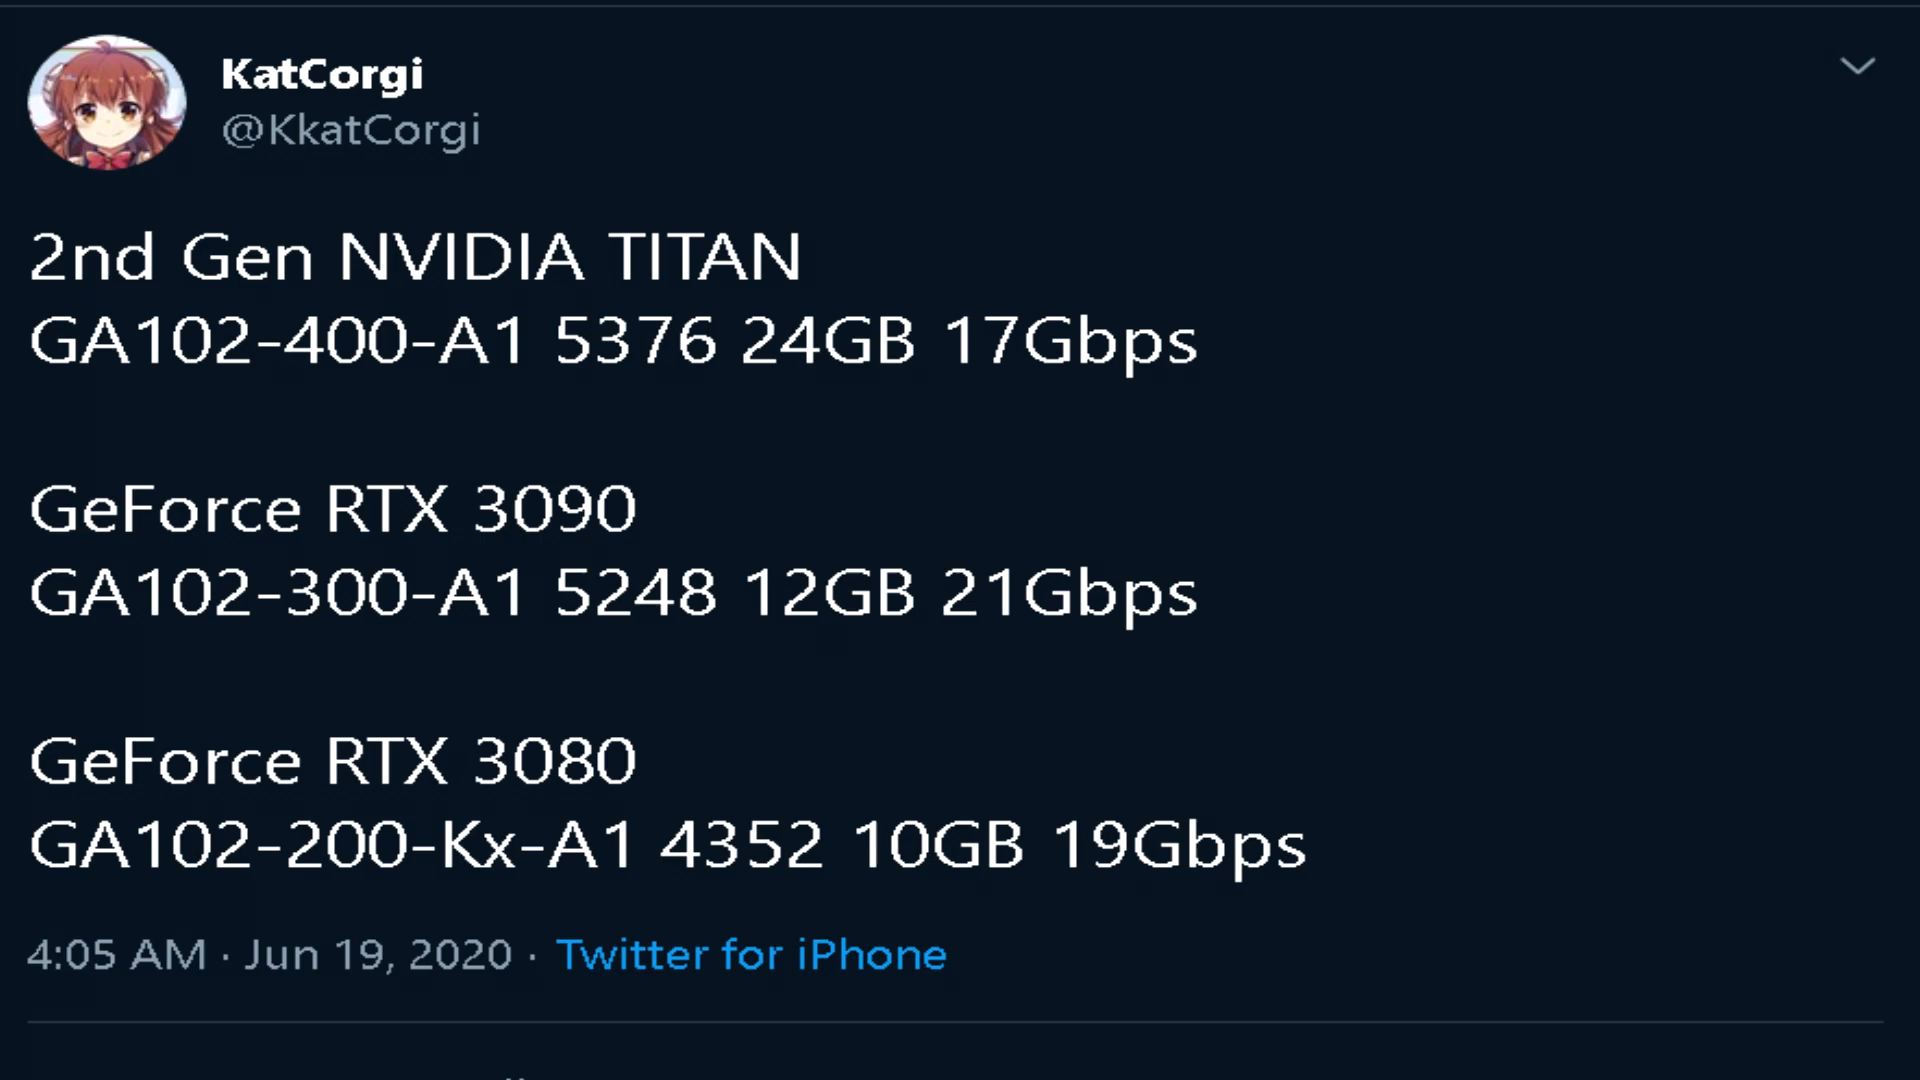 KatCorgi
@KkatCorgi
2nd Gen NVIDIA TITAN
GA102-400-A1 5376 24GB 17Gbps
GeForce RTX 3090
GA102-300-A1 5248 12GB 21Gbps
GeForce RTX 3080
GA102-200-Kx-A1 4352 10GB 19Gbps
4:05 AM · Jun 19, 2020 · Twitter for iPhone